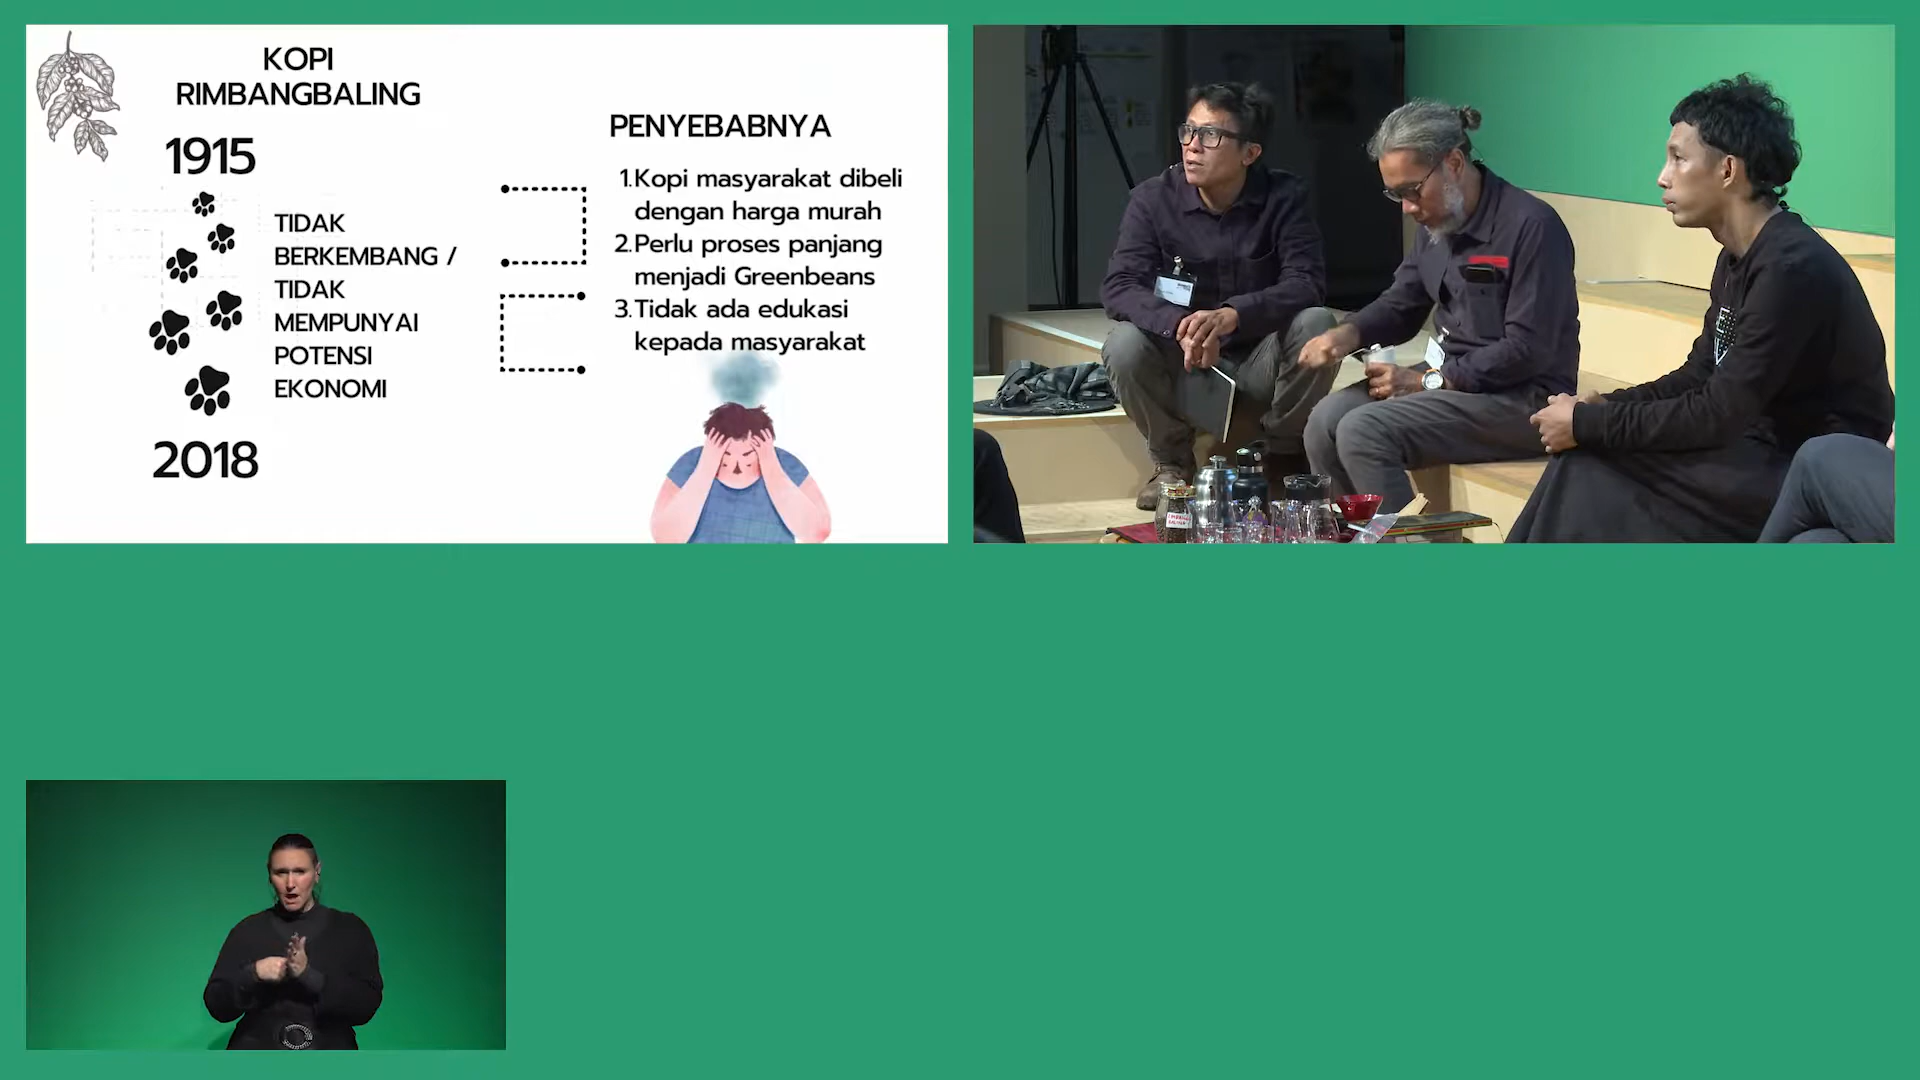 KOPI
RIMBANGBALING
1915
TIDAK
BERKEMBANG /
TIDAK
MEMPUNYAI
POTENSI
EKONOMI
2018
PENYEBABNYA
1.Kopi masyarakat dibeli
dengan harga murah
2.Perlu proses panjang
menjadi Greenbeans
3.Tidak ada edukasi
kepada masyarakat